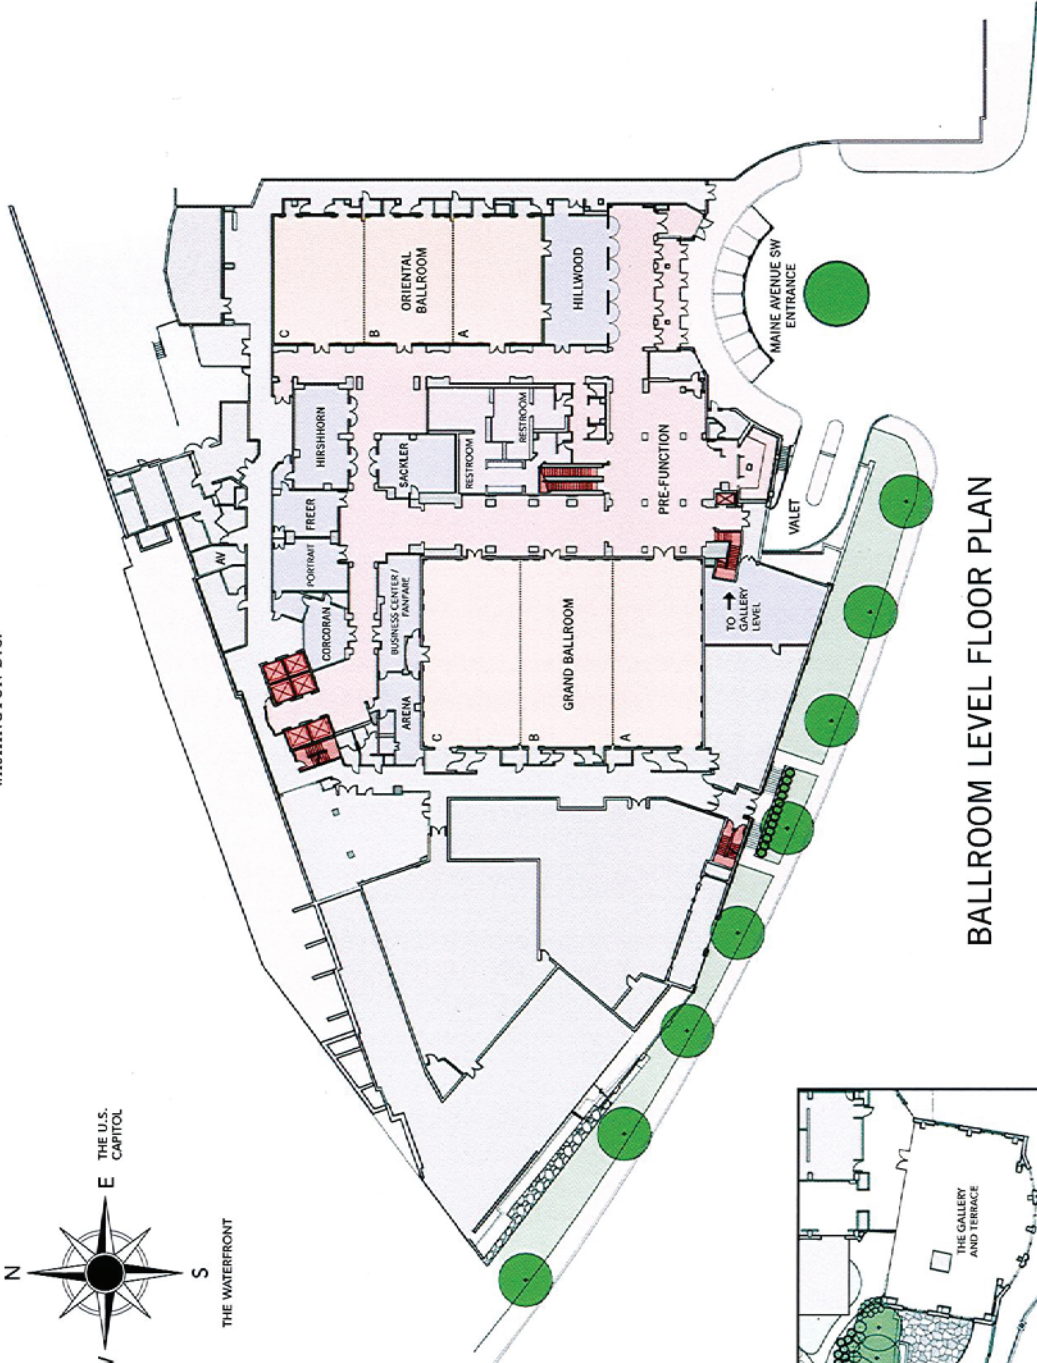 N
E
S
THE U.S.
CAPITOL
THE WATERFRONT
C
B
A
ORIENTAL
BALLROOM
HILLWOOD
MAINE AVENUE SW
ENTRANCE
HIRSHHORN
SACKLER
RESTROOM
RESTROOM
PRE-FUNCTION
FREER
PORTRAIT
CORCORAN
AV
BUSINESS CENTER /
FANFARE
ARENA
VALET
TO →
GALLERY
LEVEL
C
B
A
GRAND BALLROOM
BALLROOM LEVEL FLOOR PLAN
THE GALLERY
AND TERRACE